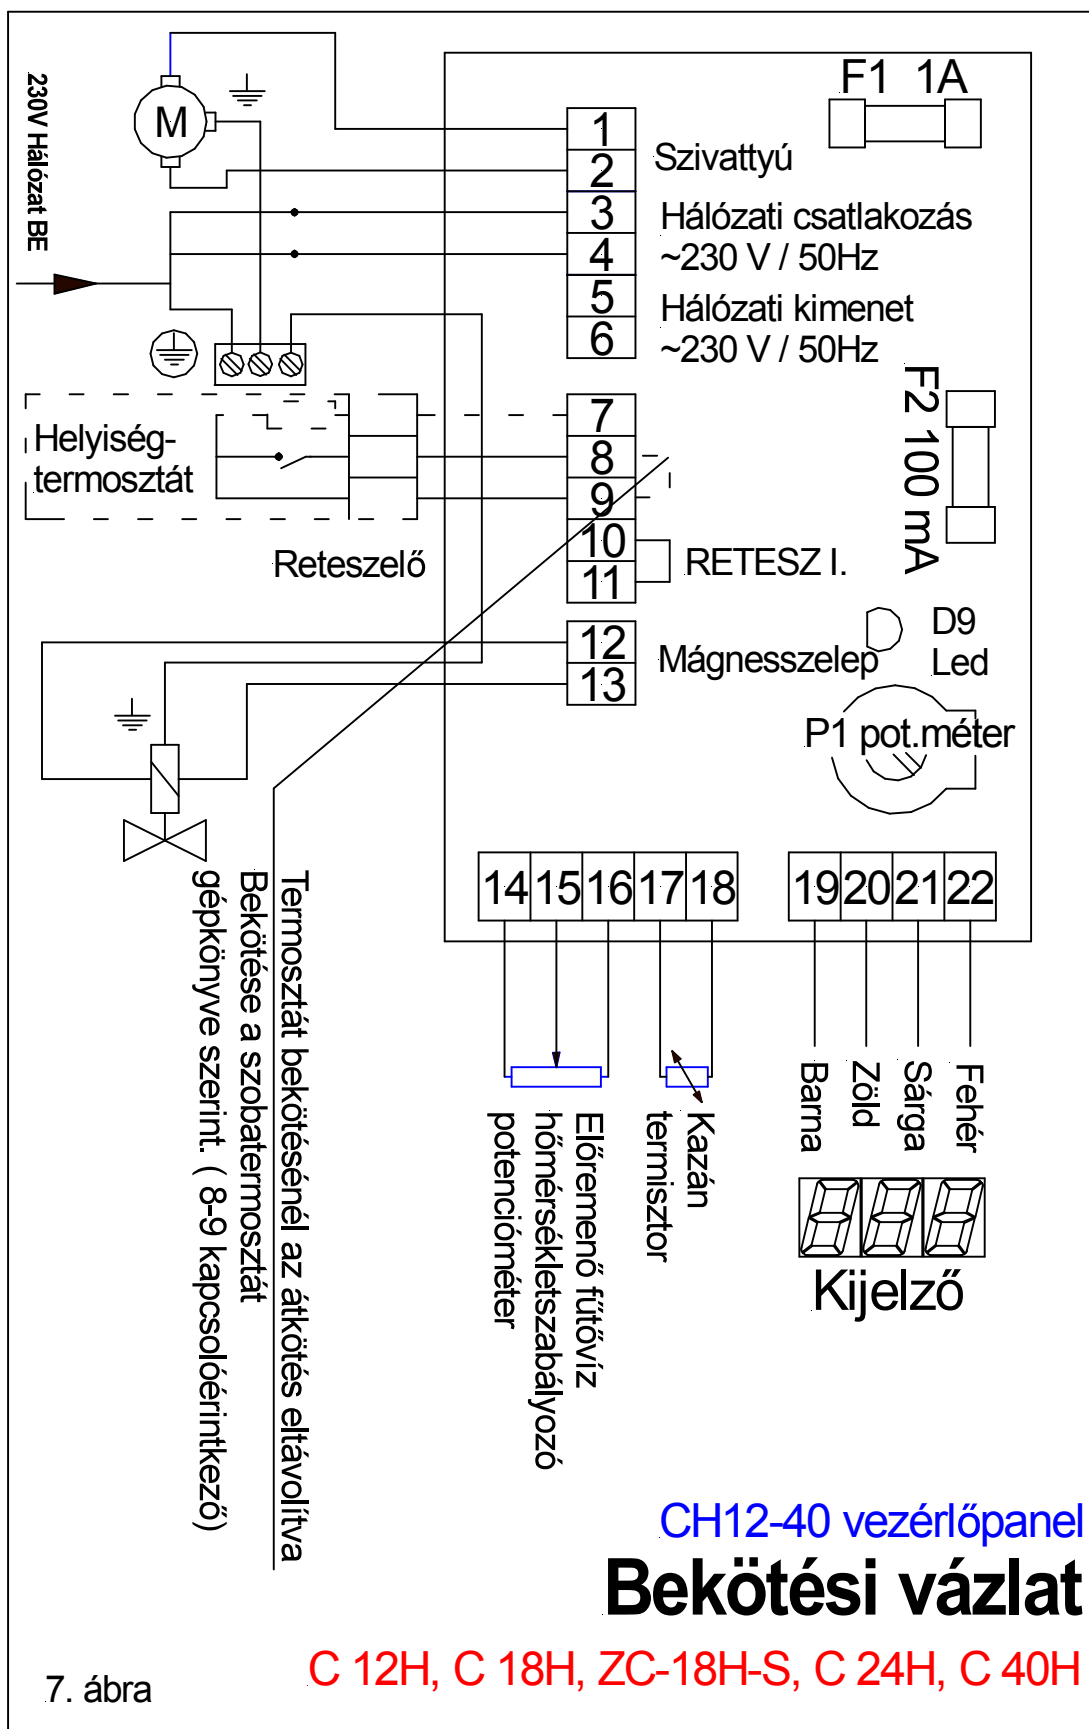 F1 1A
230V Hálózat BE
M
1
2
Szivattyú
3
4
Hálózati csatlakozás
~230 V / 50Hz
5
6
Hálózati kimenet
~230 V / 50Hz
F2 100 mA
Helyiség-
termosztát
7
8
9
10
11
Reteszelő
RETESZ I.
12
13
Mágnesszelep
D9
Led
P1 pot.méter
14 15 16 17 18
19 20 21 22
Termosztát bekötésénél az átkötés eltávolítva
Bekötése a szobatermosztát
gépkönyve szerint. ( 8-9 kapcsolóérintkező)
Előremenő fűtővíz
hőmérsékletszabályozó
potenciométer
Kazán
termisztor
Barna
Zöld
Sárga
Fehér
Kijelző
CH12-40 vezérlőpanel
Bekötési vázlat
C 12H, C 18H, ZC-18H-S, C 24H, C 40H
7. ábra